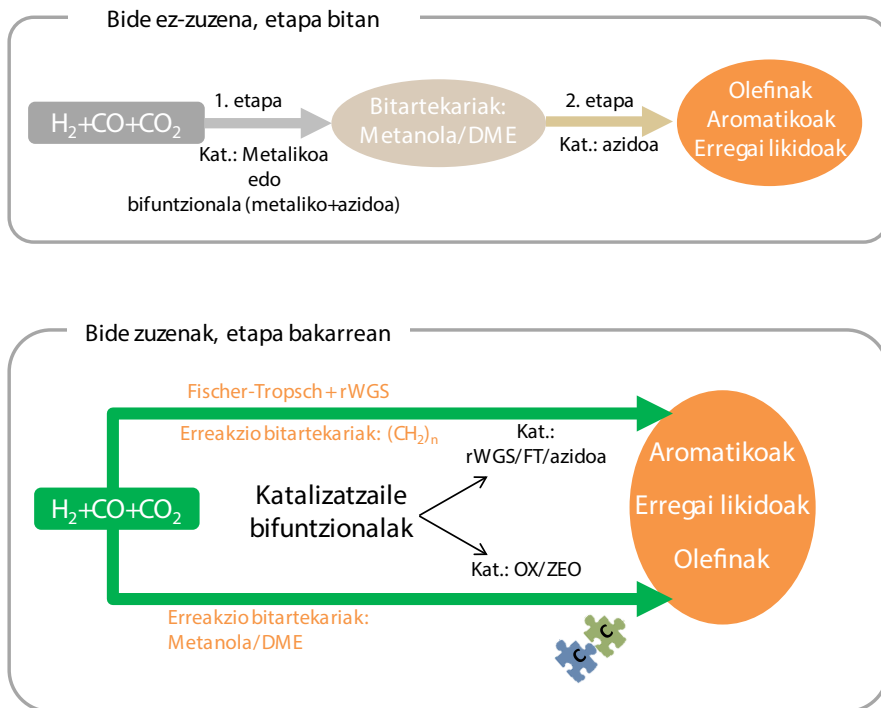 Bide ez-zuzena, etapa bitan
H₂+CO+CO₂
1. etapa
Kat.: Metalikoa
edo
bifuntzionala (metaliko+azidoa)
Bitartekariak:
Metanola/DME
2. etapa
Kat.: azidoa
Olefinak
Aromatikoak
Erregai likidoak
Bide zuzenak, etapa bakarrean
Fischer-Tropsch + rWGS
Erreakzio bitartekariak: (CH₂)ₙ
Kat.:
rWGS/FT/azidoa
H₂+CO+CO₂
Katalizatzaile
bifuntzionalak
Kat.: OX/ZEO
Erreakzio bitartekariak:
Metanola/DME
C
C
Aromatikoak
Erregai likidoak
Olefinak